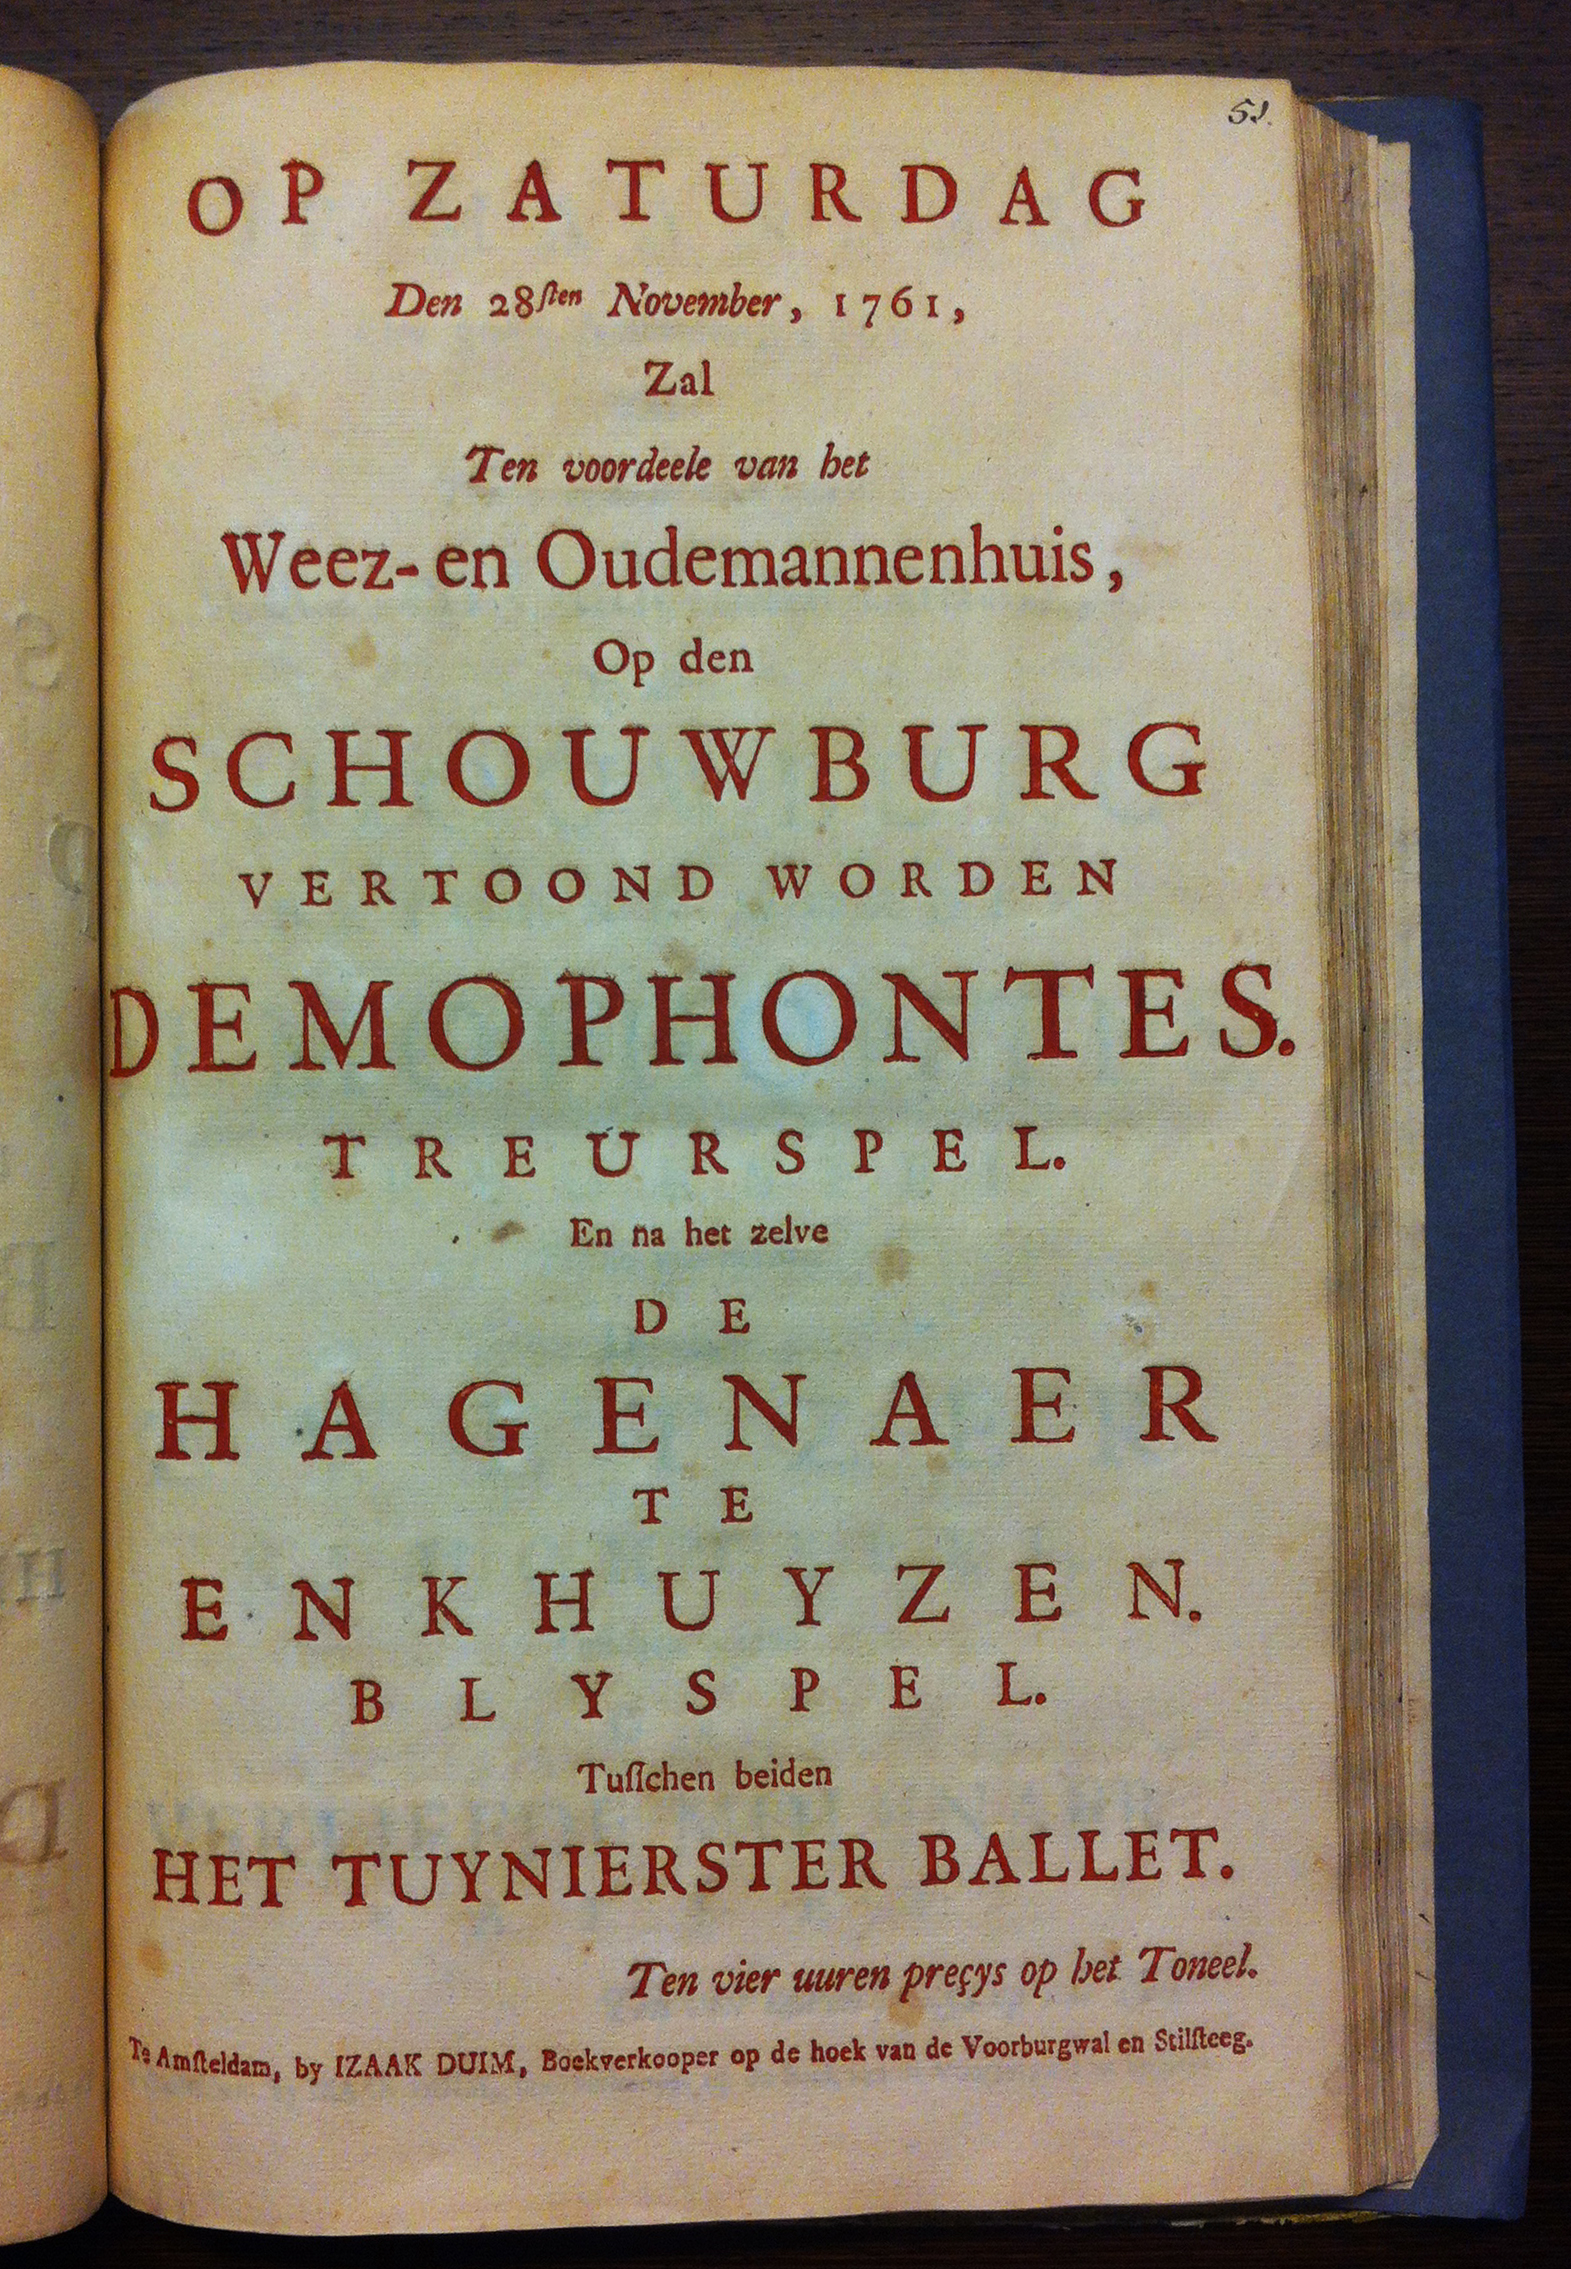 51.
OP ZATURDAG
Den 28ſten November, 1761,
Zal
Ten voordeele van het
Weez- en Oudemannenhuis,
Op den
SCHOUWBURG
VERTOOND WORDEN
DEMOPHONTES.
TREURSPEL.
En na het zelve
DE
HAGENAER
TE
ENKHUYZEN.
BLYSPEL.
Tuſſchen beiden
HET TUYNIERSTER BALLET.
Ten vier uuren preçys op het Toneel.
Te Amſteldam, by IZAAK DUIM, Boekverkooper op de hoek van de Voorburgwal en Stilſteeg.